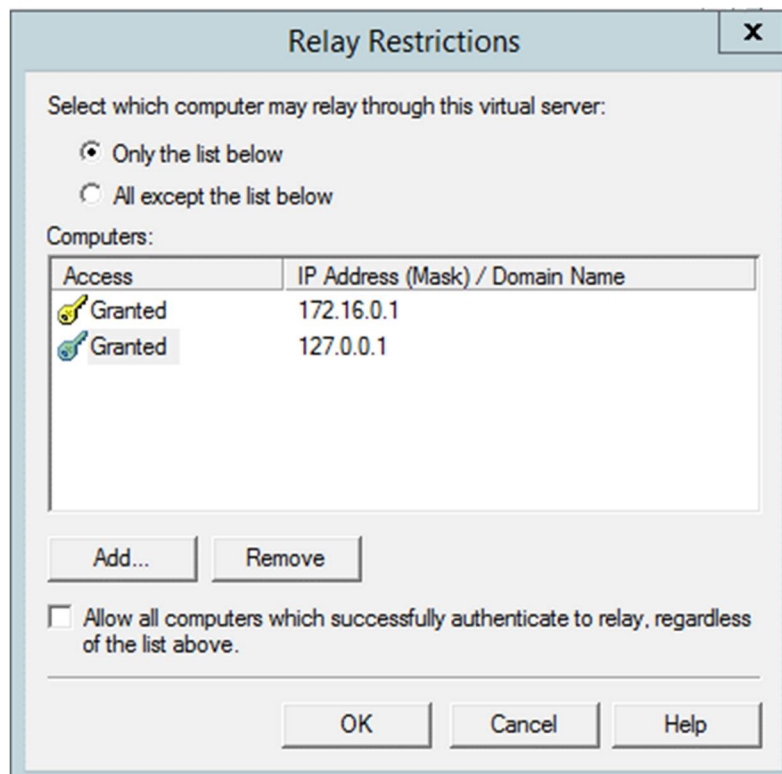 Relay Restrictions
x
Select which computer may relay through this virtual server:
Only the list below
All except the list below
Computers:
Access IP Address (Mask) / Domain Name
Granted 172.16.0.1
Granted 127.0.0.1
Add... Remove
Allow all computers which successfully authenticate to relay, regardless
of the list above.
OK Cancel Help